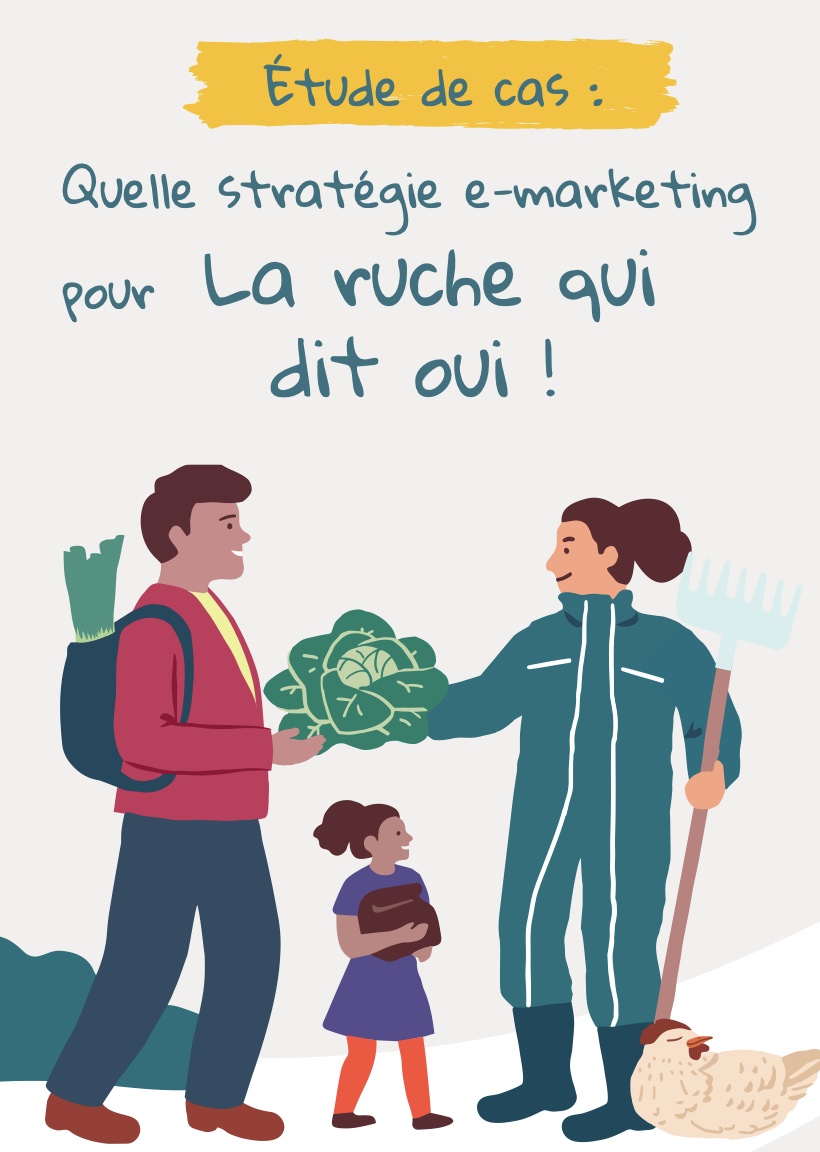 Étude de cas :
Quelle stratégie e-marketing
pour La ruche qui
dit oui !